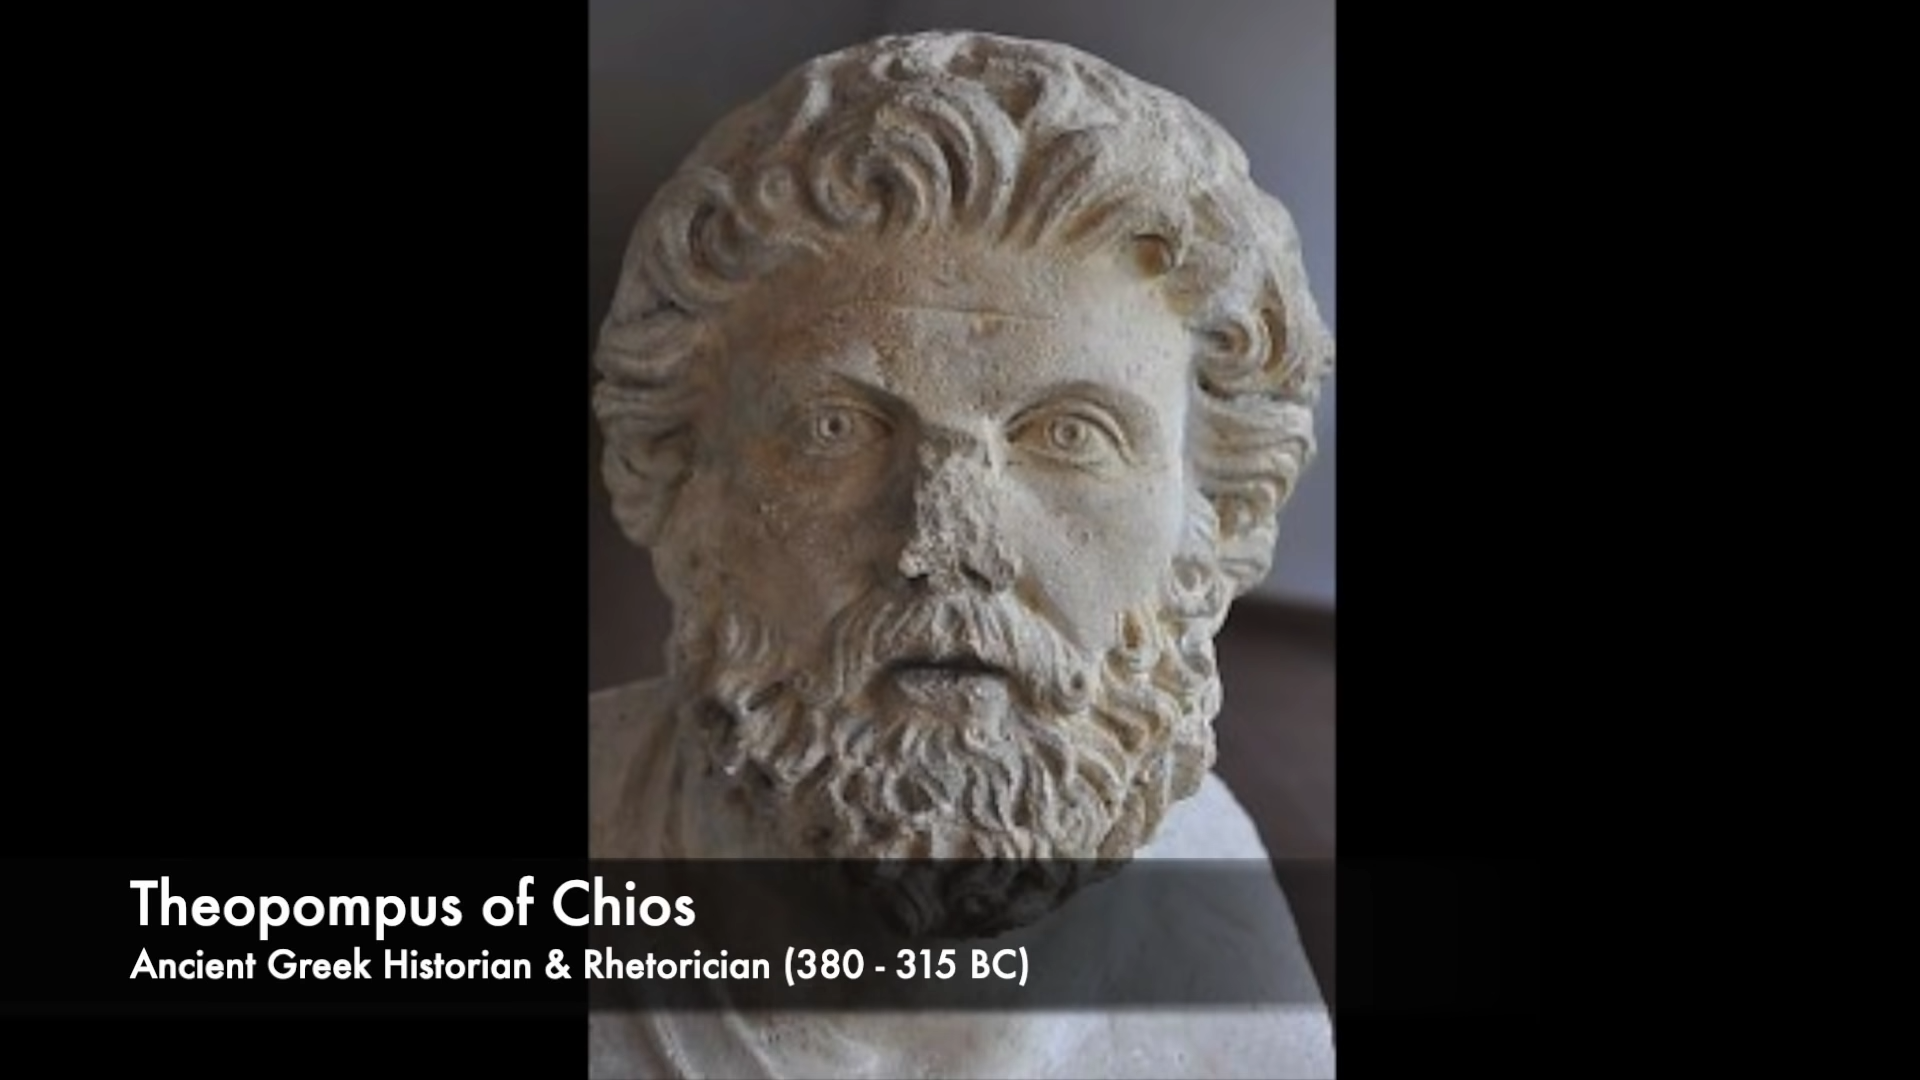 Theopompus of Chios
Ancient Greek Historian & Rhetorician (380 - 315 BC)